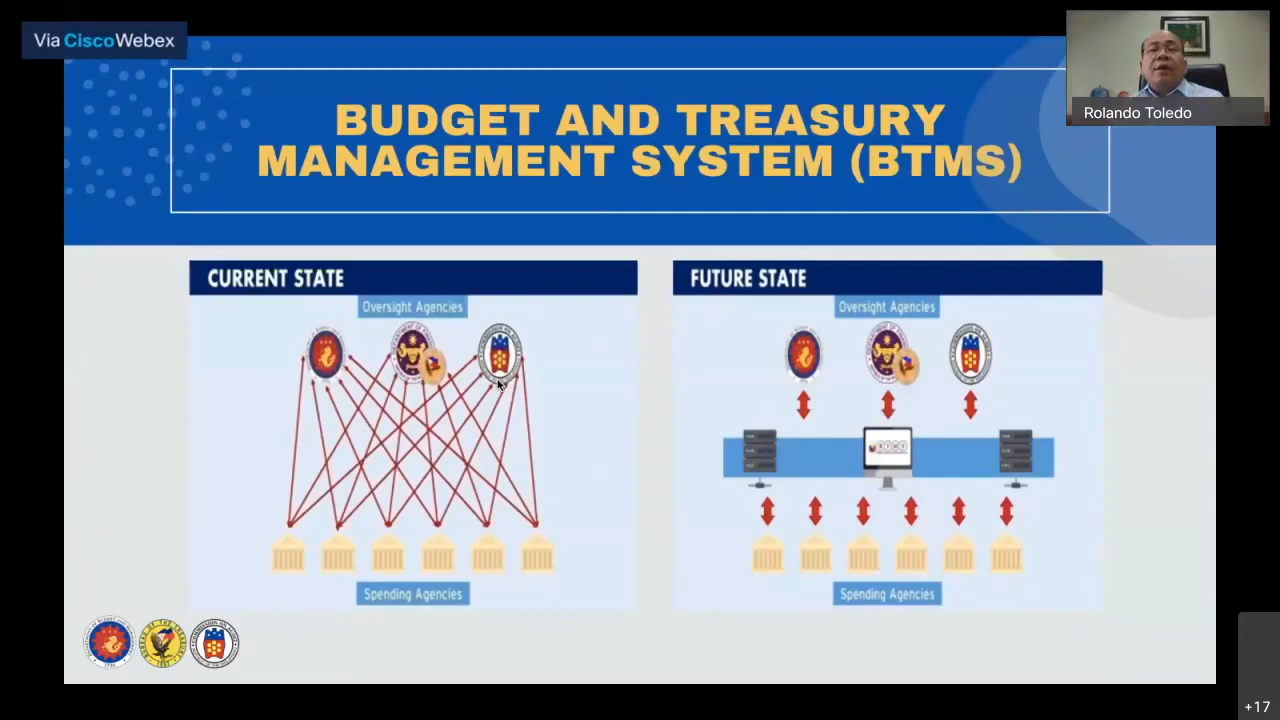 Via CiscoWebex
Rolando Toledo
BUDGET AND TREASURY
MANAGEMENT SYSTEM (BTMS)
CURRENT STATE
Oversight Agencies
Spending Agencies
FUTURE STATE
Oversight Agencies
BTMS
Spending Agencies
+17